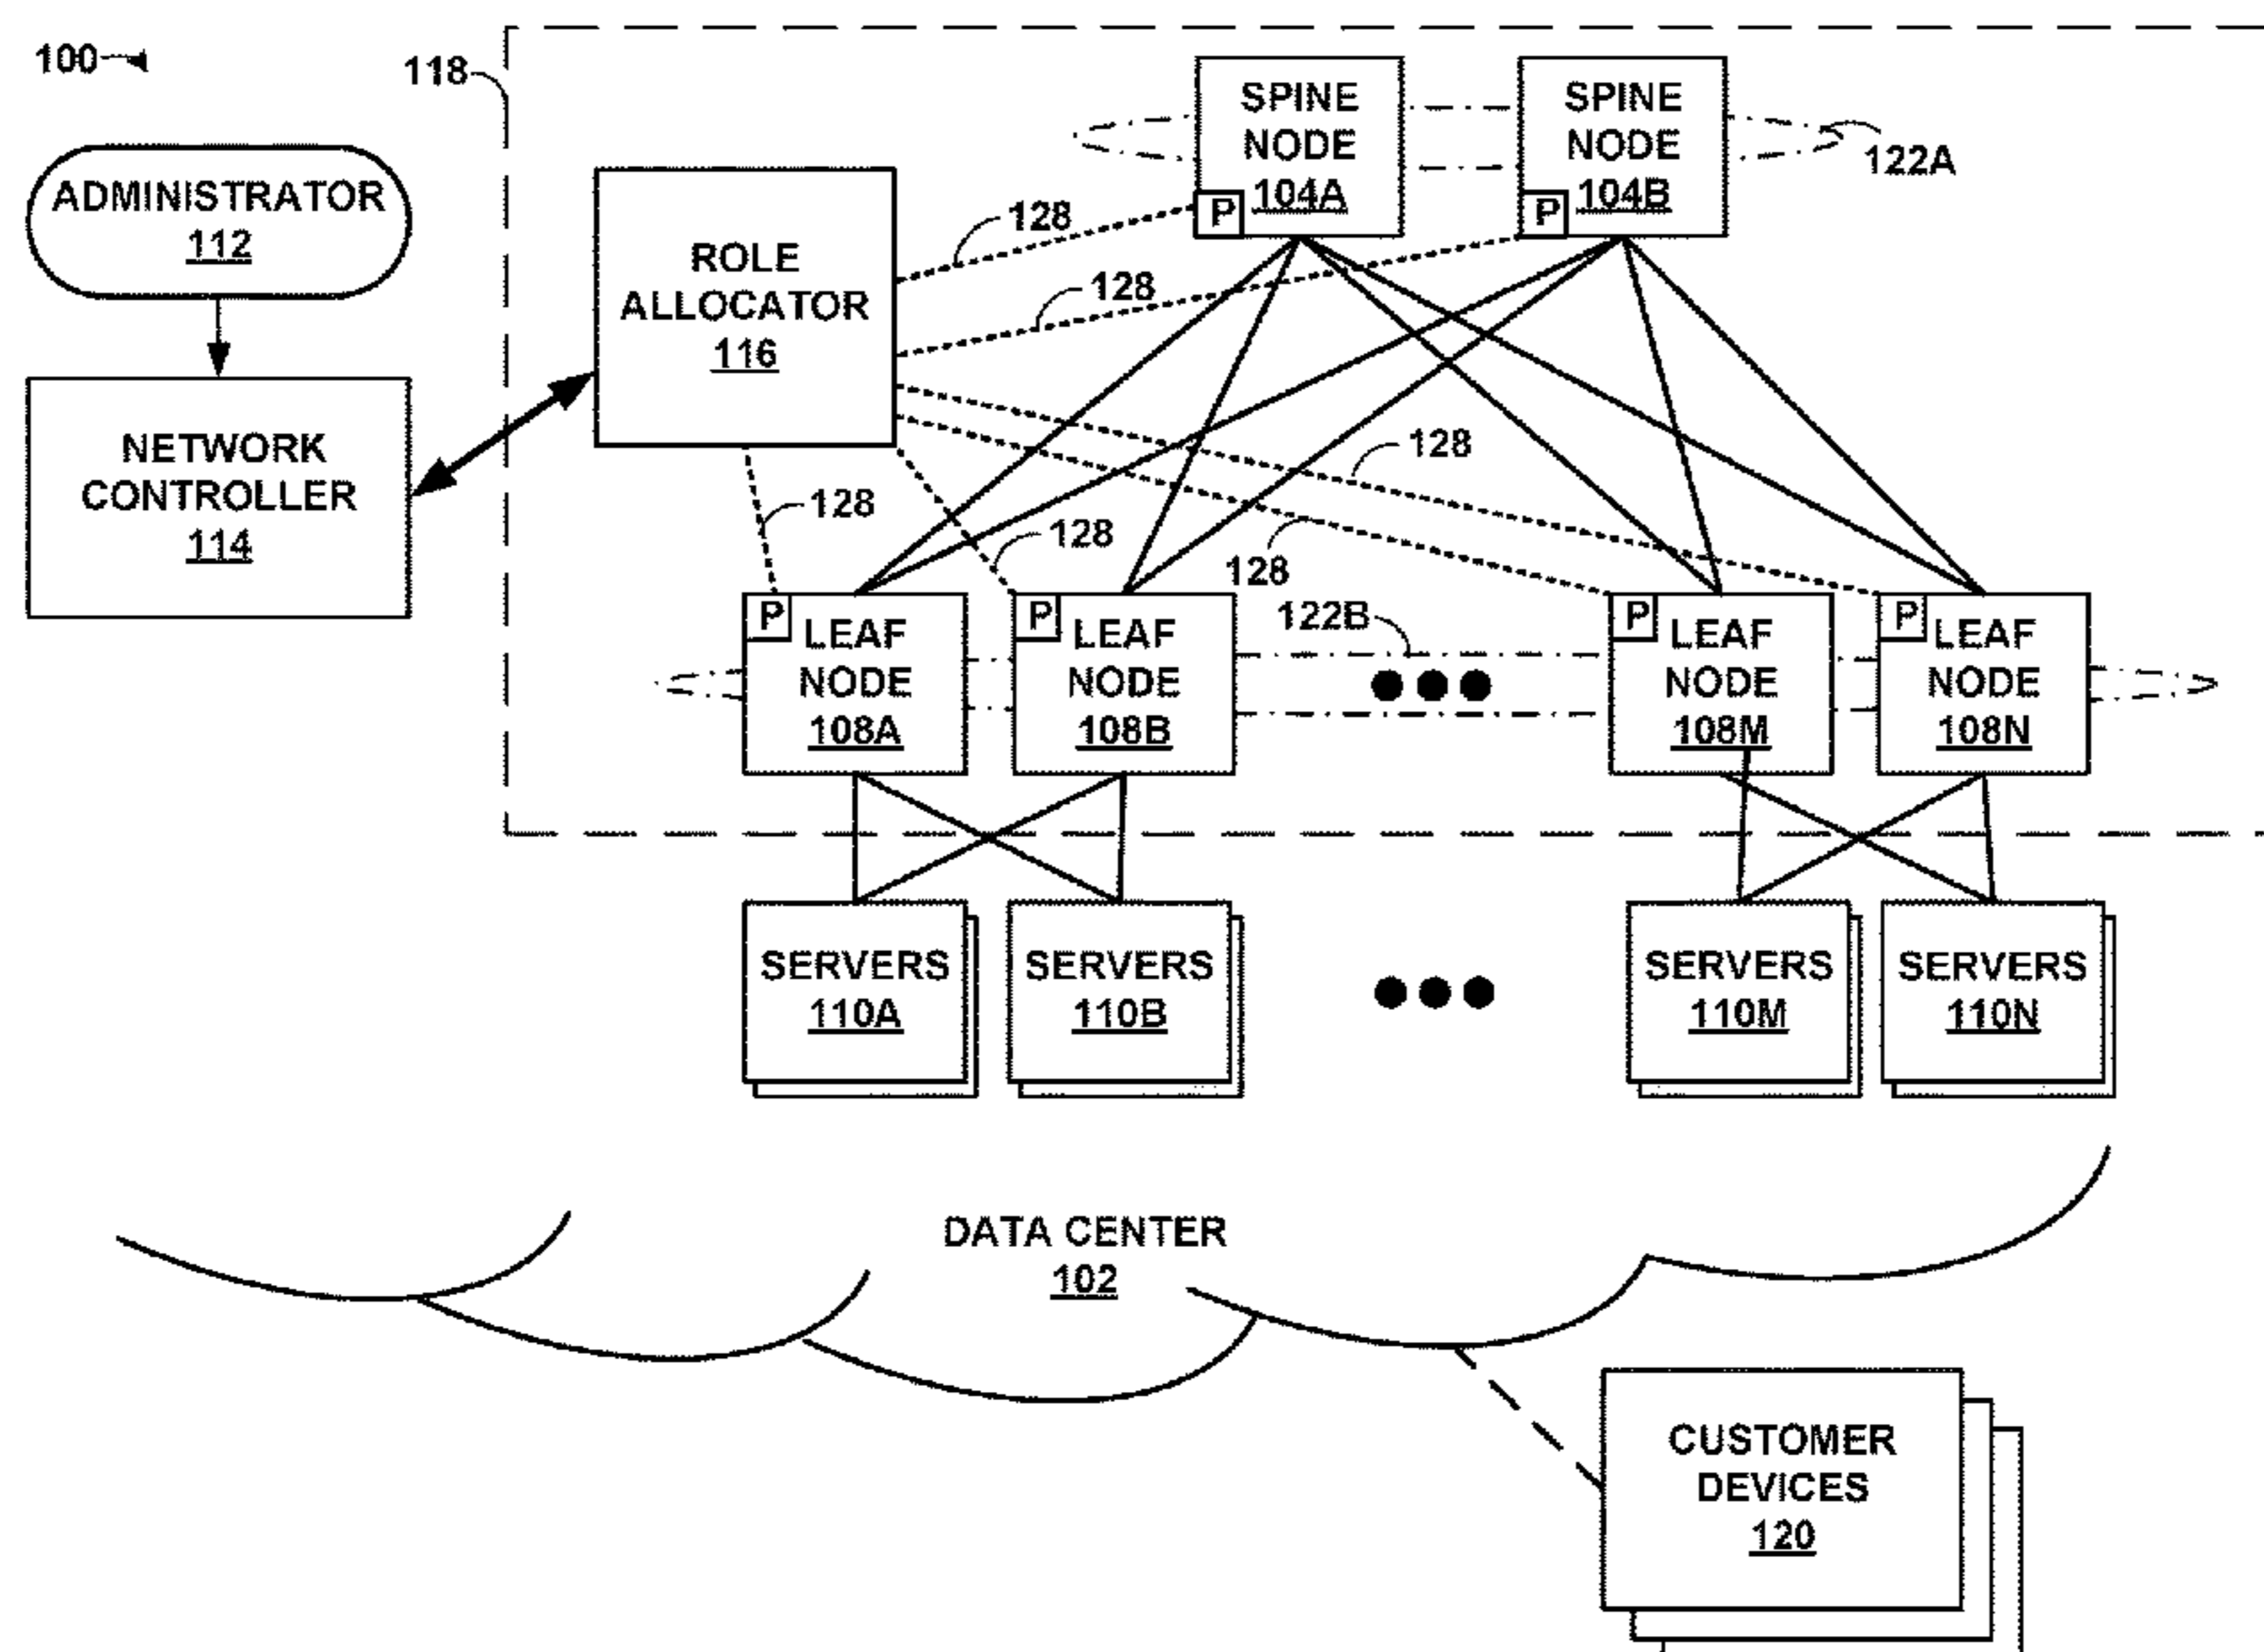 100
118
SPINE
NODE
104A
P
SPINE
NODE
104B
P
122A
ADMINISTRATOR
112
ROLE
ALLOCATOR
116
128
128
NETWORK
CONTROLLER
114
128
128
128
128
122B
P
LEAF
NODE
108A
P
LEAF
NODE
108B
P
LEAF
NODE
108M
P
LEAF
NODE
108N
SERVERS
110A
SERVERS
110B
SERVERS
110M
SERVERS
110N
DATA CENTER
102
CUSTOMER
DEVICES
120